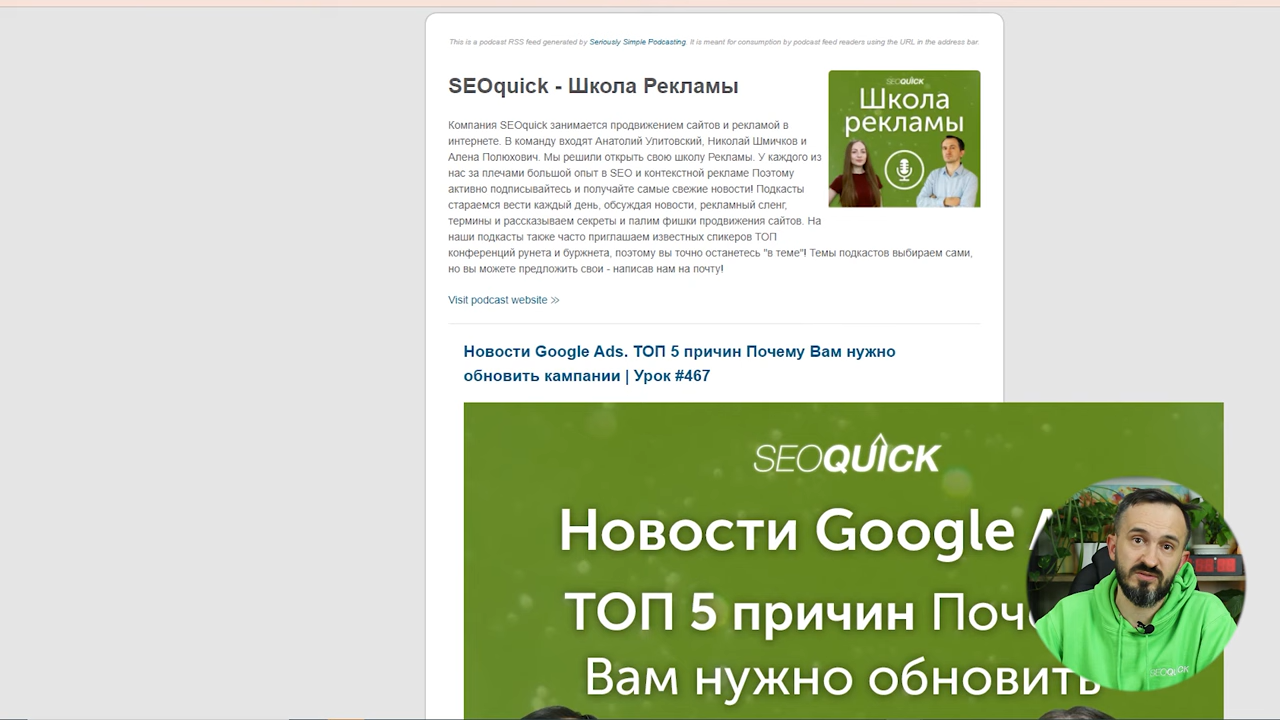 This is a podcast RSS feed generated by Seriously Simple Podcasting. It is meant for consumption by podcast feed readers using the URL in the address bar.
SEOquick - Школа Рекламы
SEOQUICK
Школа
рекламы
Компания SEOquick занимается продвижением сайтов и рекламой в
интернете. В команду входят Анатолий Улитовский, Николай Шмичков и
Алена Полюхович. Мы решили открыть свою школу Рекламы. У каждого из
нас за плечами большой опыт в SEO и контекстной рекламе Поэтому
активно подписывайтесь и получайте самые свежие новости! Подкасты
стараемся вести каждый день, обсуждая новости, рекламный сленг,
термины и рассказываем секреты и палим фишки продвижения сайтов. На
наши подкасты также часто приглашаем известных спикеров ТОП
конференций рунета и буржнета, поэтому вы точно останетесь "в теме"! Темы подкастов выбираем сами,
но вы можете предложить свои - написав нам на почту!
Visit podcast website »
Новости Google Ads. ТОП 5 причин Почему Вам нужно
обновить кампании | Урок #467
SEOQUICK
Новости Google A
ТОП 5 причин Поч
Вам нужно обновить
SEOQUICK